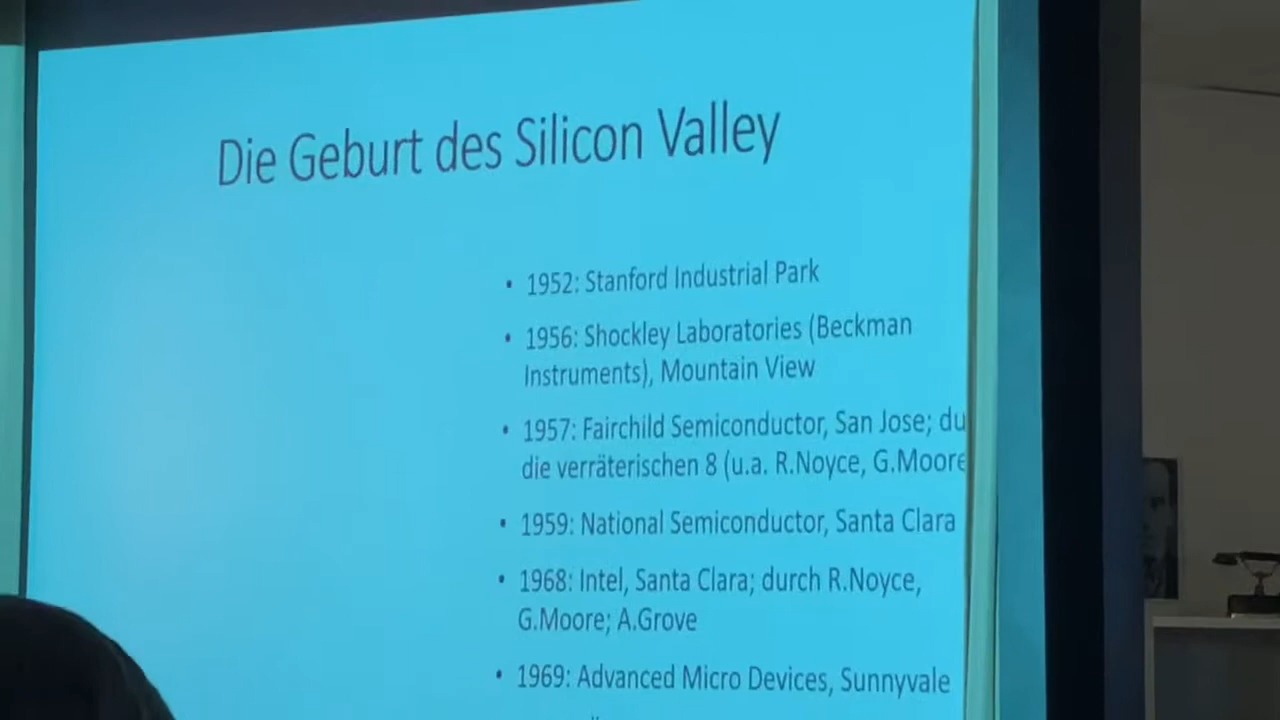 Die Geburt des Silicon Valley
• 1952: Stanford Industrial Park
• 1956: Shockley Laboratories (Beckman
Instruments), Mountain View
• 1957: Fairchild Semiconductor, San Jose; du
die verräterischen 8 (u.a. R.Noyce, G.Moore
• 1959: National Semiconductor, Santa Clara
• 1968: Intel, Santa Clara; durch R.Noyce,
G.Moore; A.Grove
• 1969: Advanced Micro Devices, Sunnyvale